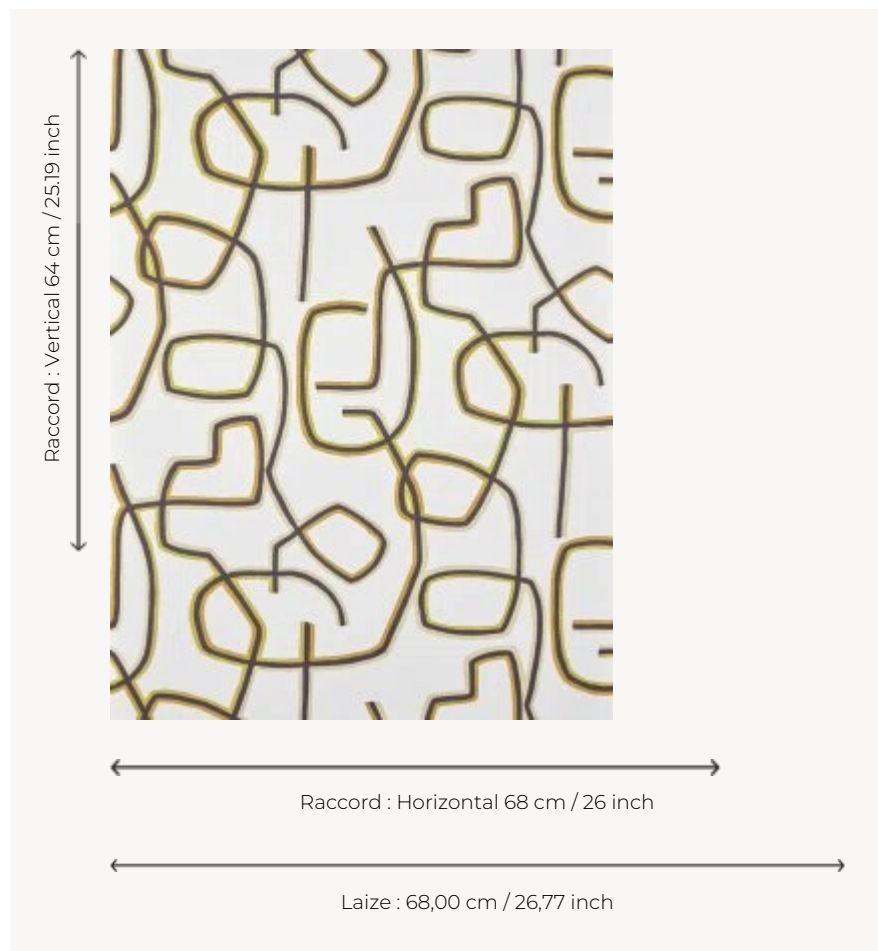 Raccord : Vertical 64 cm / 25.19 inch
Raccord : Horizontal 68 cm / 26 inch
Laize : 68,00 cm / 26,77 inch